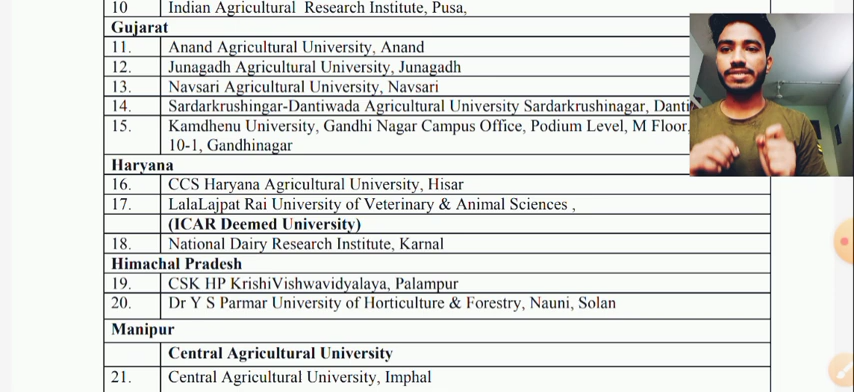 10 Indian Agricultural Research Institute, Pusa,
Gujarat
11. Anand Agricultural University, Anand
12. Junagadh Agricultural University, Junagadh
13. Navsari Agricultural University, Navsari
14. Sardarkrushingar-Dantiwada Agricultural University Sardarkrushinagar, Danti
15. Kamdhenu University, Gandhi Nagar Campus Office, Podium Level, M Floor,
10-1, Gandhinagar
Haryana
16. CCS Haryana Agricultural University, Hisar
17. LalaLajpat Rai University of Veterinary & Animal Sciences ,
(ICAR Deemed University)
18. National Dairy Research Institute, Karnal
Himachal Pradesh
19. CSK HP KrishiVishwavidyalaya, Palampur
20. Dr Y S Parmar University of Horticulture & Forestry, Nauni, Solan
Manipur
Central Agricultural University
21. Central Agricultural University, Imphal